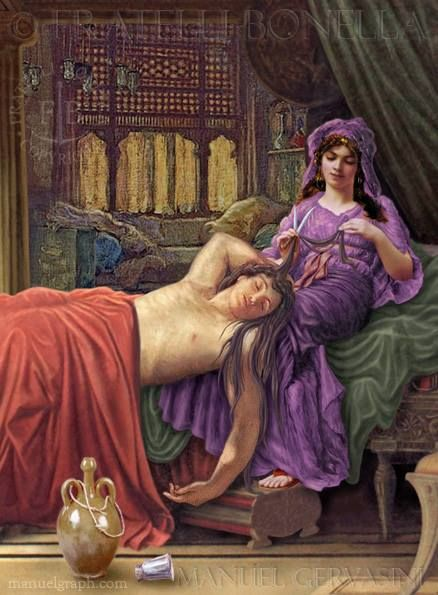 © FRATELLI BONELLA
manuelgraph.com
© MANUEL GERVASINI